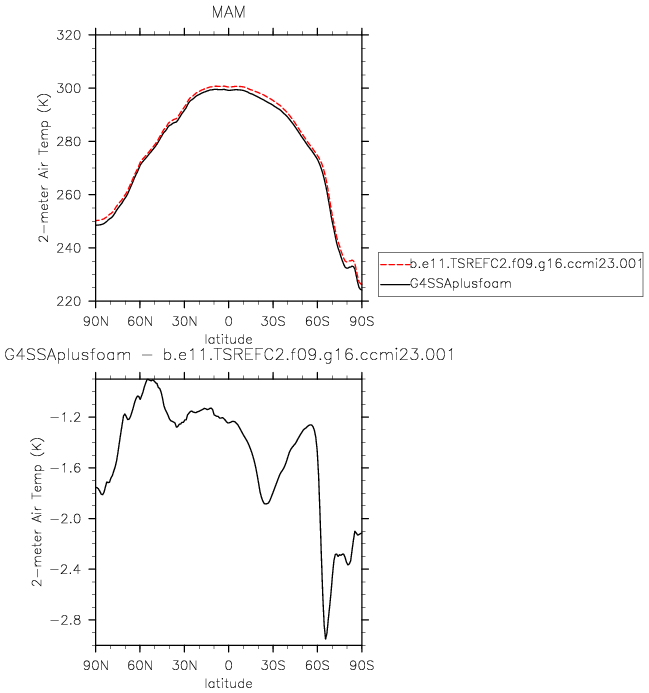 MAM
320
300
280
260
240
220
2-meter Air Temp (K)
90N 60N 30N 0 30S 60S 90S
latitude
b.e11.TSREFC2.f09.g16.ccmi23.001
G4SSAplusfoam
G4SSAplusfoam - b.e11.TSREFC2.f09.g16.ccmi23.001
-1.2
-1.6
-2.0
-2.4
-2.8
2-meter Air Temp (K)
90N 60N 30N 0 30S 60S 90S
latitude